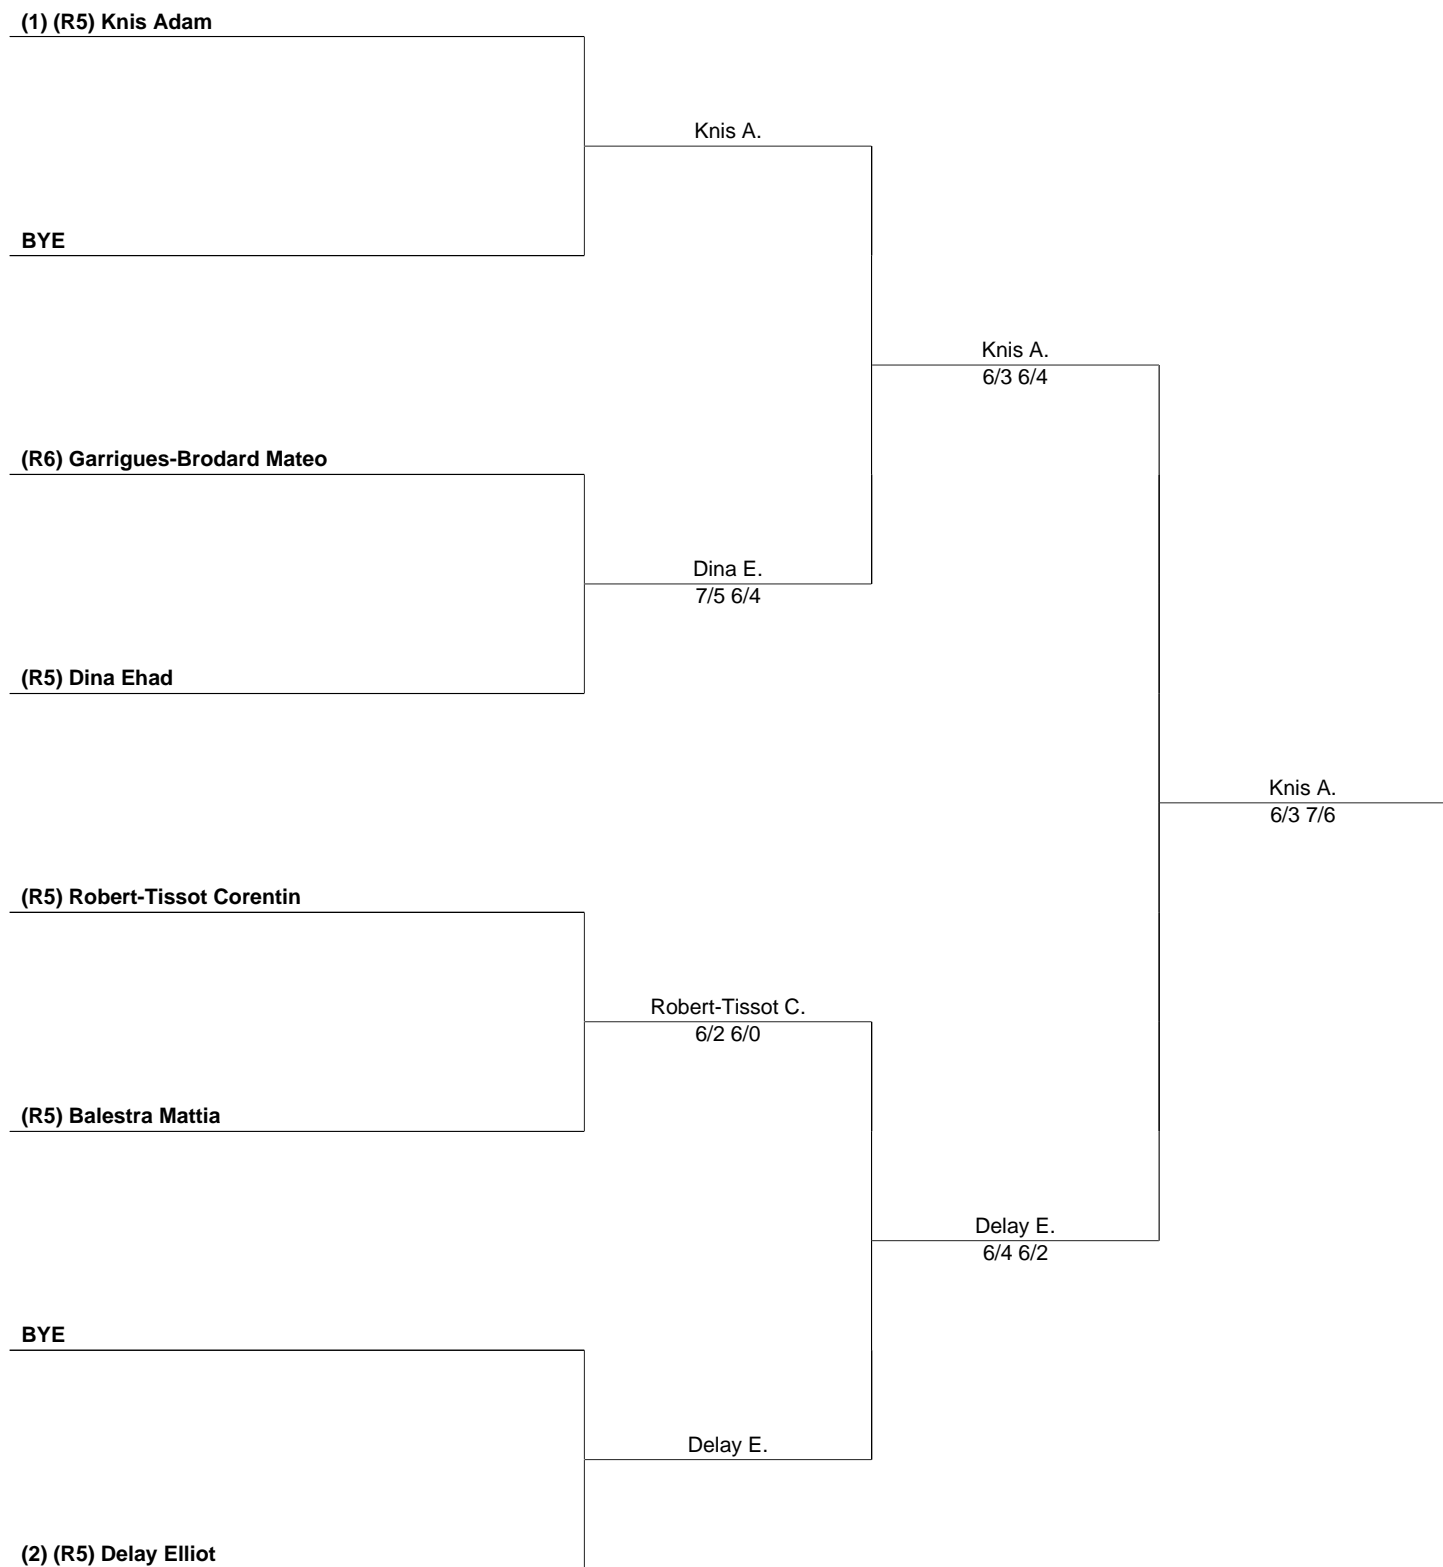 (1) (R5) Knis Adam
Knis A.
BYE
Knis A.
6/3 6/4
(R6) Garrigues-Brodard Mateo
Dina E.
7/5 6/4
(R5) Dina Ehad
Knis A.
6/3 7/6
(R5) Robert-Tissot Corentin
Robert-Tissot C.
6/2 6/0
(R5) Balestra Mattia
Delay E.
6/4 6/2
BYE
Delay E.
(2) (R5) Delay Elliot